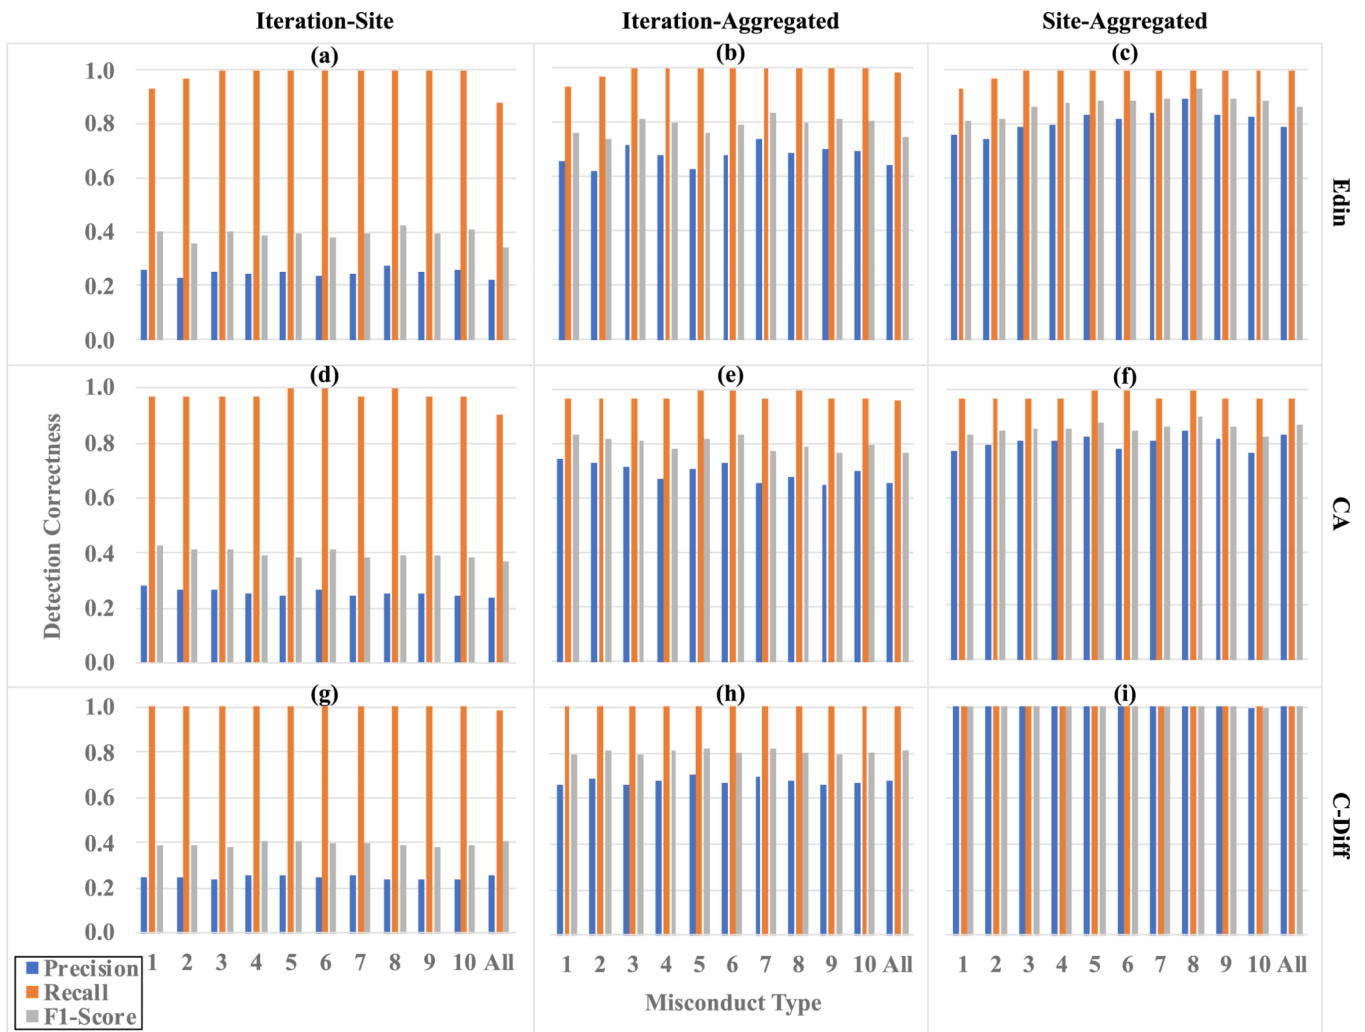 Iteration-Site Iteration-Aggregated Site-Aggregated
(a) (b) (c)
1.0
0.8
0.6
0.4
0.2
0.0
Edin
(d) (e) (f)
1.0
0.8
0.6
0.4
0.2
0.0
Detection Correctness
CA
(g) (h) (i)
1.0
0.8
0.6
0.4
0.2
0.0
C-Diff
1 2 3 4 5 6 7 8 9 10 All 1 2 3 4 5 6 7 8 9 10 All 1 2 3 4 5 6 7 8 9 10 All
Misconduct Type
Precision
Recall
F1-Score